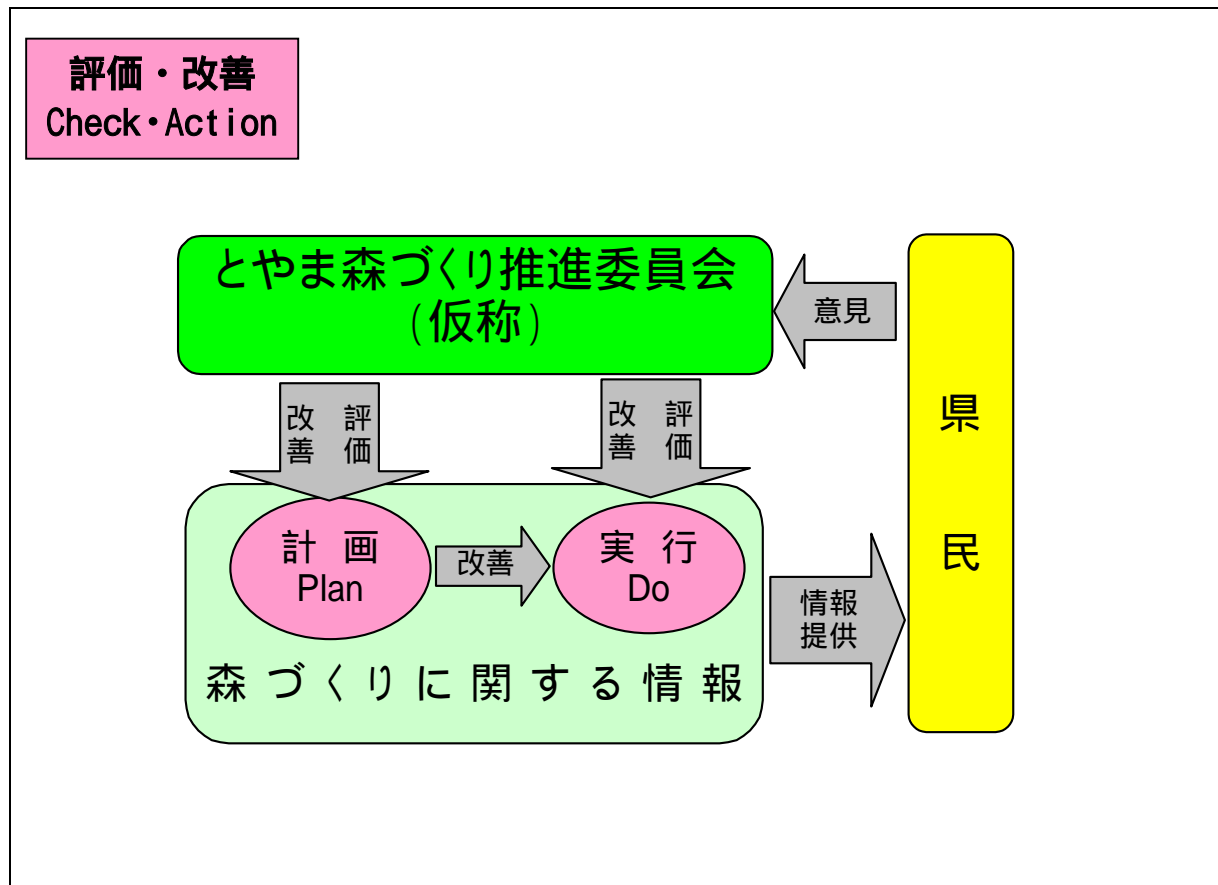 評価・改善
Check・Action
とやま森づくり推進委員会
(仮称)
意見
評価
改善
評価
改善
県民
計画
Plan
改善
実行
Do
情報
提供
森づくりに関する情報